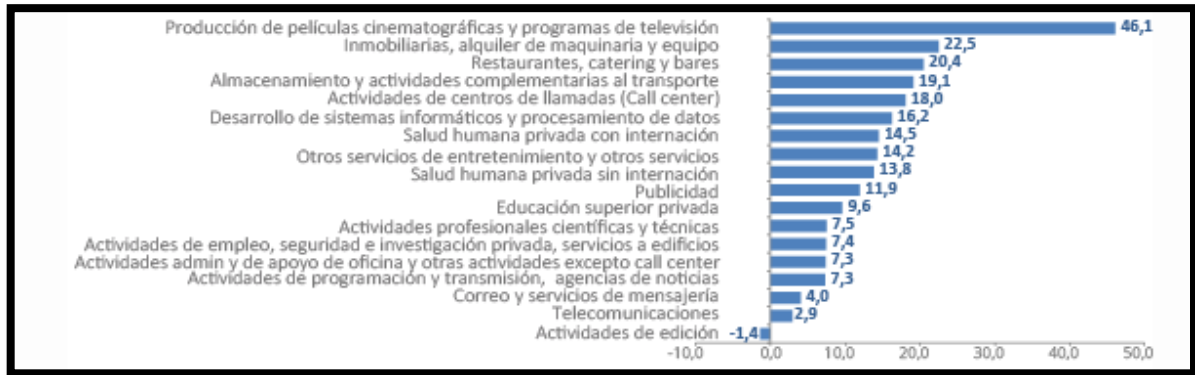 Producción de películas cinematográficas y programas de televisión 46,1
Inmobiliarias, alquiler de maquinaria y equipo 22,5
Restaurantes, catering y bares 20,4
Almacenamiento y actividades complementarias al transporte 19,1
Actividades de centros de llamadas (Call center) 18,0
Desarrollo de sistemas informáticos y procesamiento de datos 16,2
Salud humana privada con internación 14,5
Otros servicios de entretenimiento y otros servicios 14,2
Salud humana privada sin internación 13,8
Publicidad 11,9
Educación superior privada 9,6
Actividades profesionales científicas y técnicas 7,5
Actividades de empleo, seguridad e investigación privada, servicios a edificios 7,4
Actividades admin y de apoyo de oficina y otras actividades excepto call center 7,3
Actividades de programación y transmisión, agencias de noticias 7,3
Correo y servicios de mensajería 4,0
Telecomunicaciones 2,9
Actividades de edición -1,4
-10,0 0,0 10,0 20,0 30,0 40,0 50,0